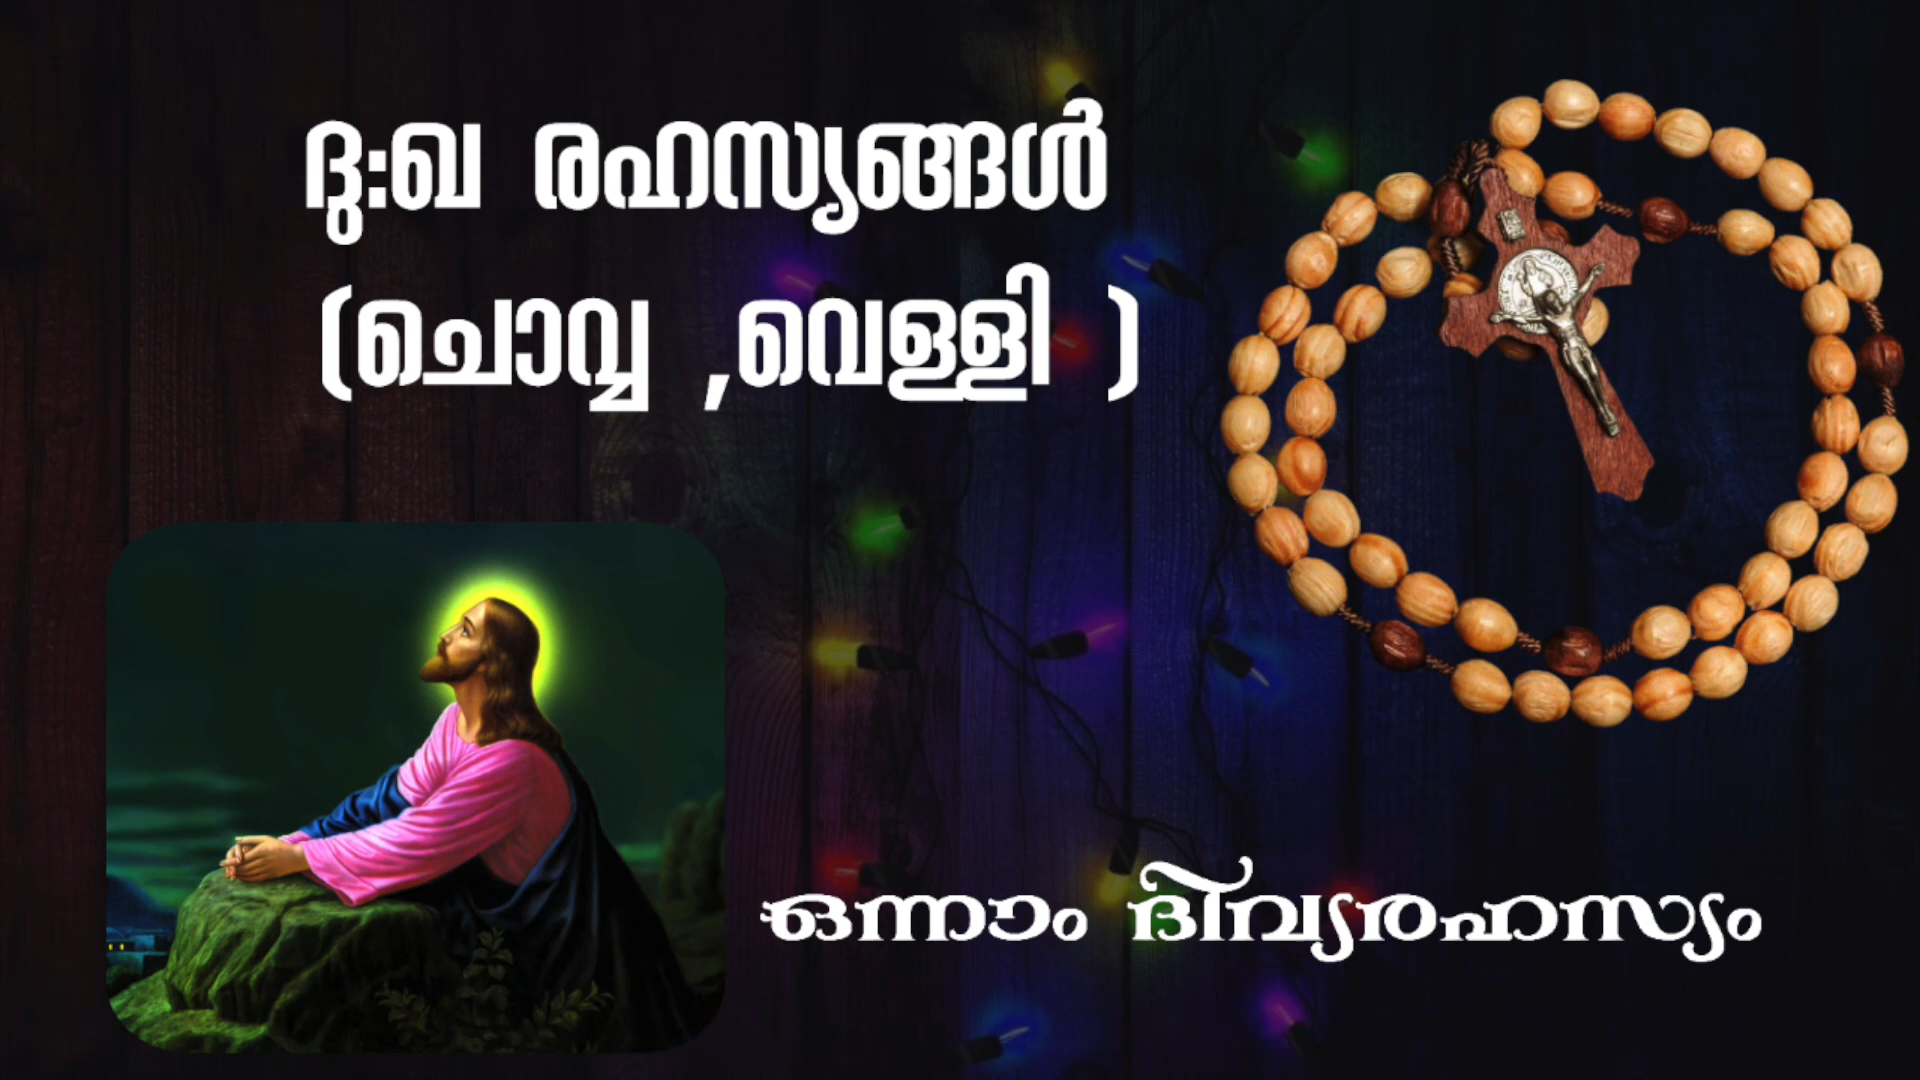 ദു:ഖ രഹസ്യങ്ങൾ
(ചൊവ്വ ,വെള്ളി )
ഒന്നാം ദിവ്യരഹസ്യം